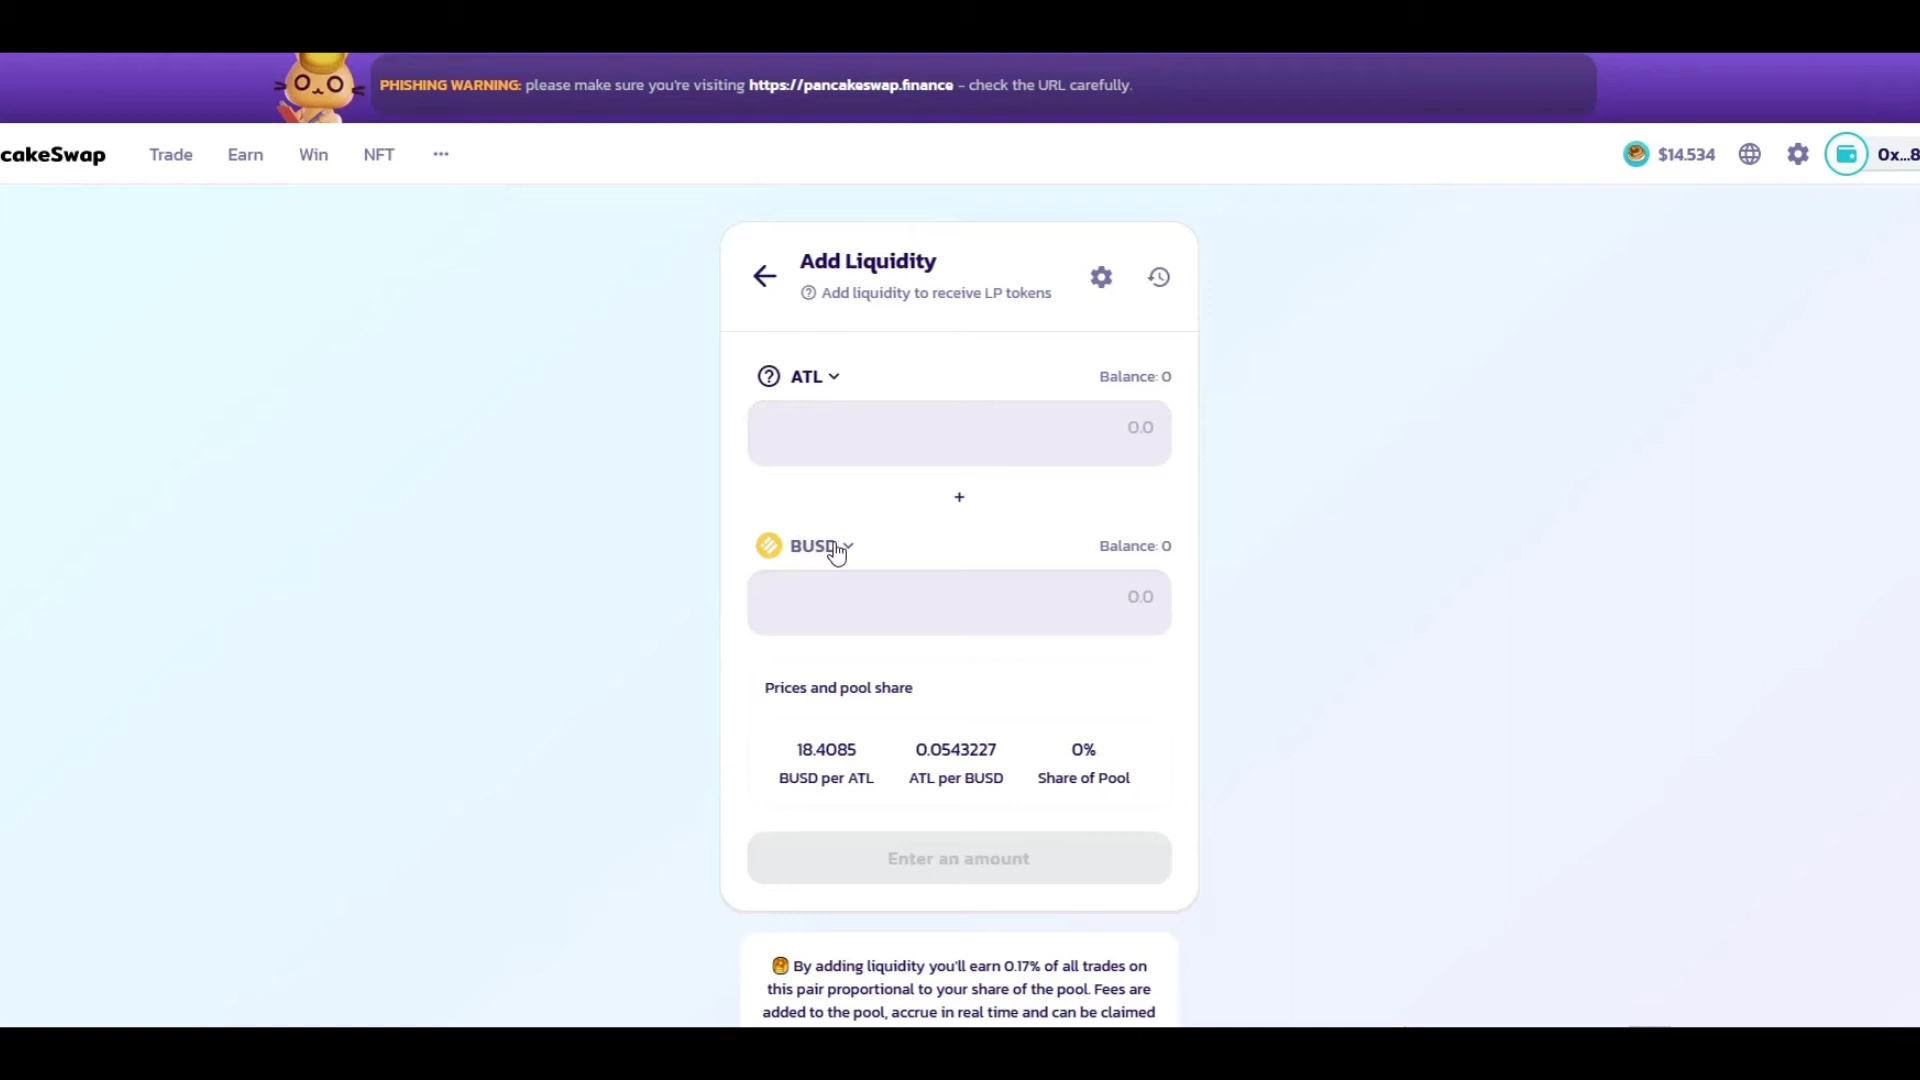 PHISHING WARNING: please make sure you're visiting https://pancakeswap.finance - check the URL carefully.
cakeSwap Trade Earn Win NFT ... $14.534 0x...8
Add Liquidity
Add liquidity to receive LP tokens
ATL Balance: 0
0.0
+
BUSD Balance: 0
0.0
Prices and pool share
18.4085 0.0543227 0%
BUSD per ATL ATL per BUSD Share of Pool
Enter an amount
By adding liquidity you'll earn 0.17% of all trades on
this pair proportional to your share of the pool. Fees are
added to the pool, accrue in real time and can be claimed